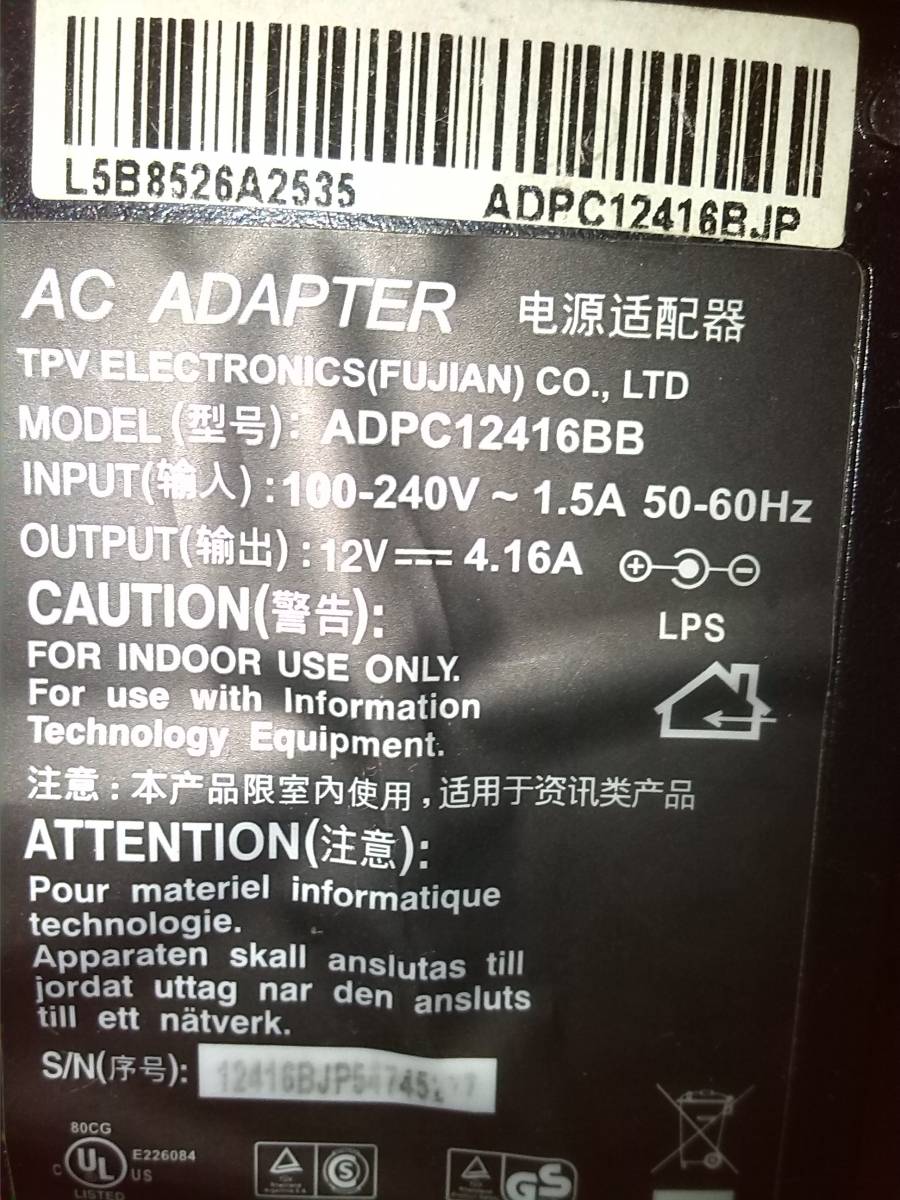 L5B8526A2535 ADPC12416BJP
AC ADAPTER 电源适配器
TPV ELECTRONICS(FUJIAN) CO., LTD
MODEL(型号): ADPC12416BB
INPUT(输入):100-240V ~ 1.5A 50-60Hz
OUTPUT(输出):12V⎓4.16A
LPS
CAUTION(警告):
FOR INDOOR USE ONLY.
For use with Information
Technology Equipment.
注意:本产品限室内使用,适用于资讯类产品
ATTENTION(注意):
Pour materiel informatique
technologie.
Apparaten skall anslutas till
jordat uttag nar den ansluts
till ett nätverk.
S/N(序号):
80CG
C UL US E226084
LISTED
S
GS